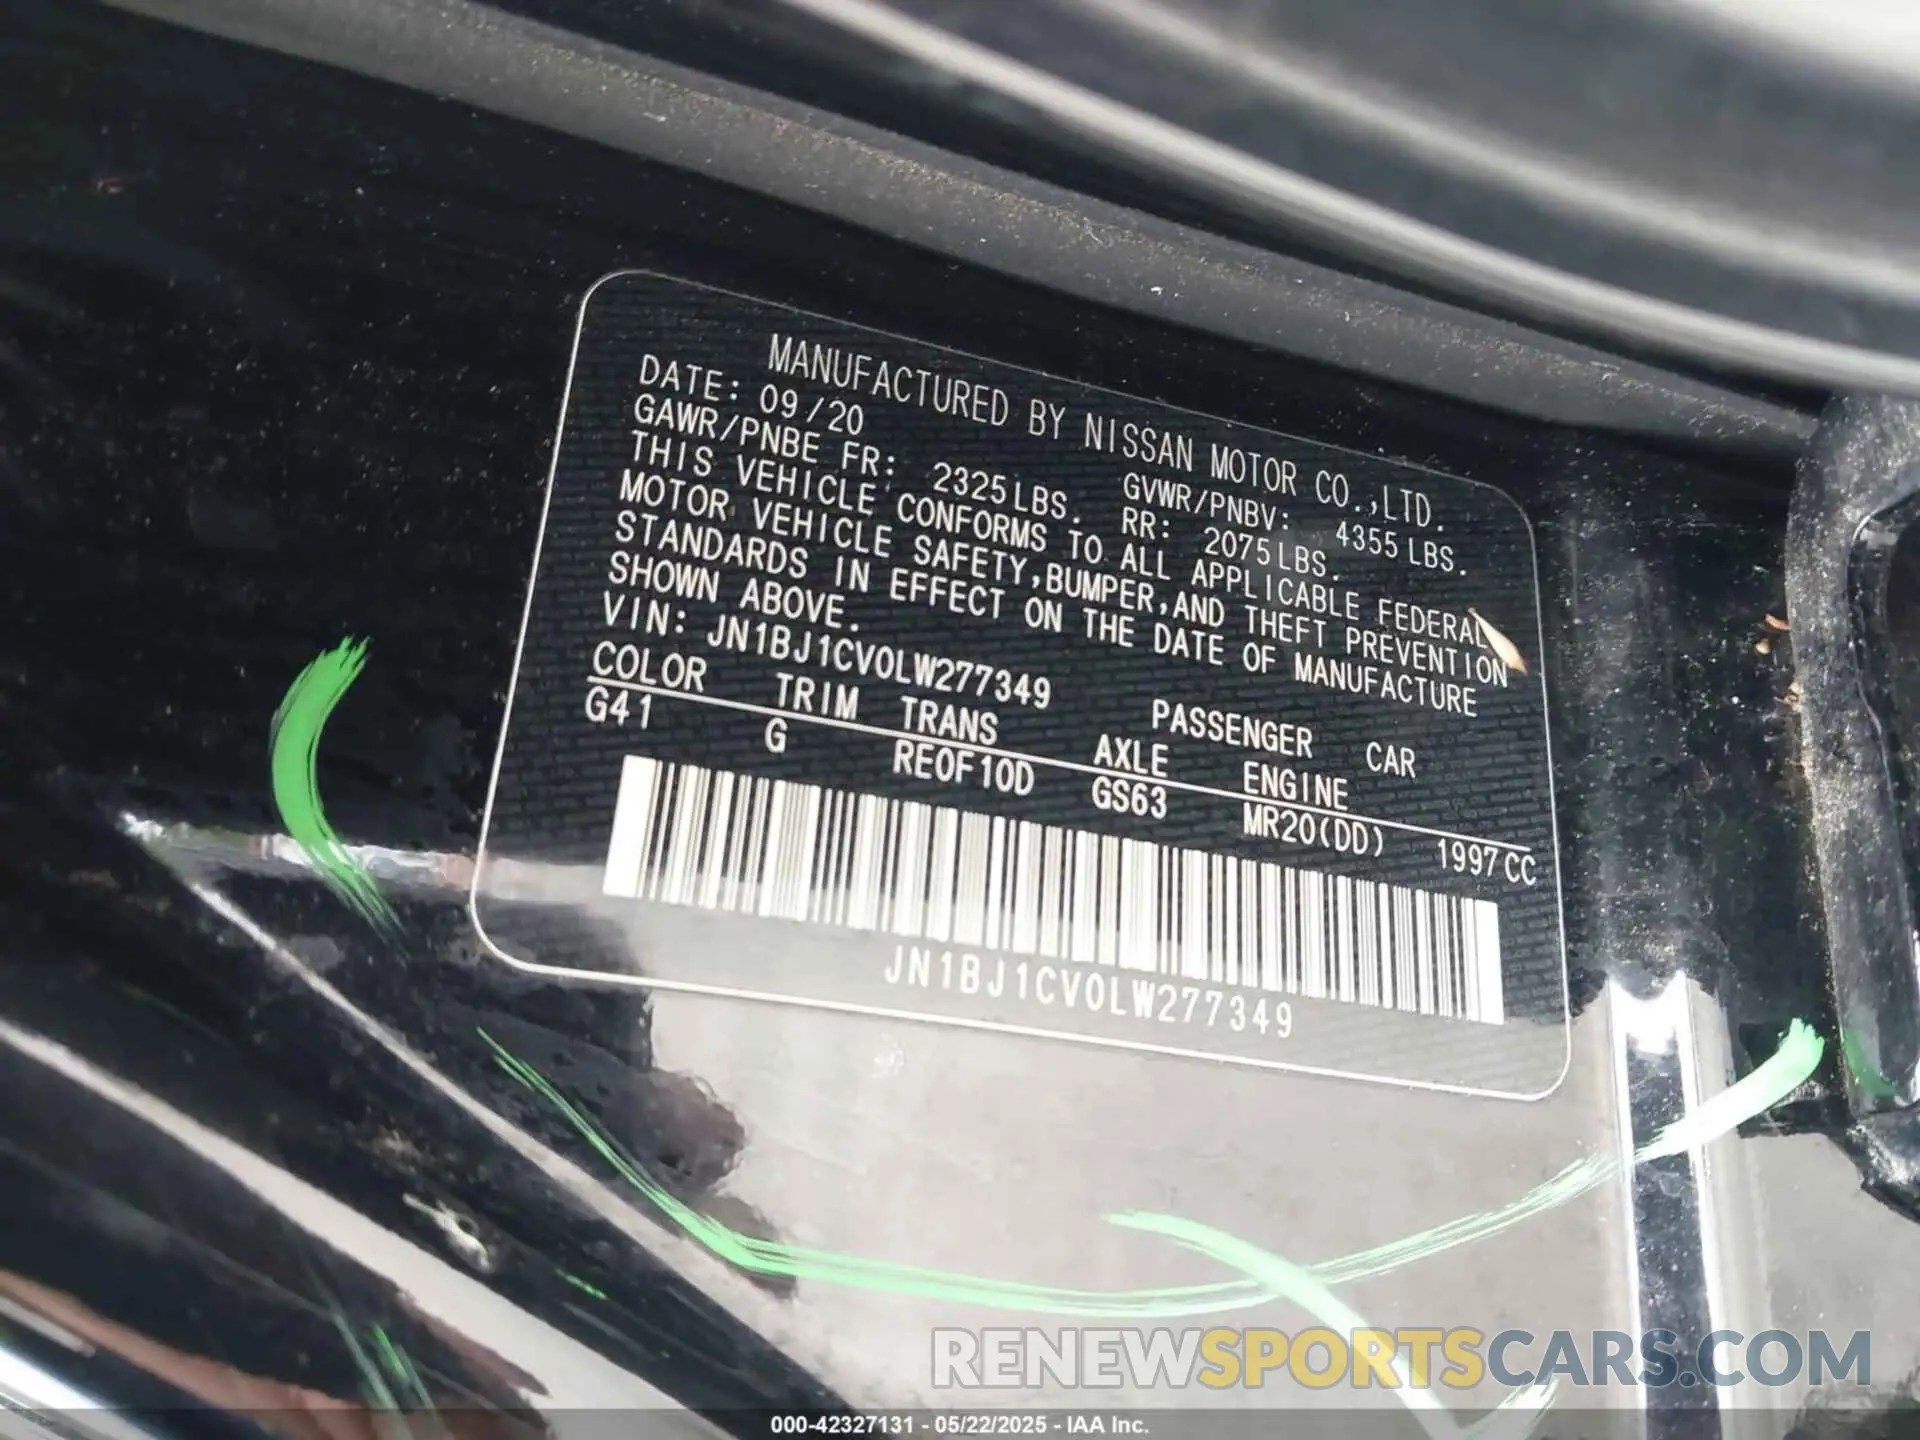 MANUFACTURED BY NISSAN MOTOR CO.,LTD.
DATE: 09/20 GVWR/PNBV: 4355 LBS.
GAWR/PNBE FR: 2325 LBS. RR: 2075 LBS.
THIS VEHICLE CONFORMS TO ALL APPLICABLE FEDERAL
MOTOR VEHICLE SAFETY,BUMPER,AND THEFT PREVENTION
STANDARDS IN EFFECT ON THE DATE OF MANUFACTURE
SHOWN ABOVE.
VIN: JN1BJ1CV0LW277349 PASSENGER CAR
COLOR TRIM TRANS AXLE ENGINE
G41 G RE0F10D GS63 MR20(DD) 1997CC
JN1BJ1CV0LW277349
RENEWSPORTSCARS.COM
000-42327131 - 05/22/2025 - IAA Inc.